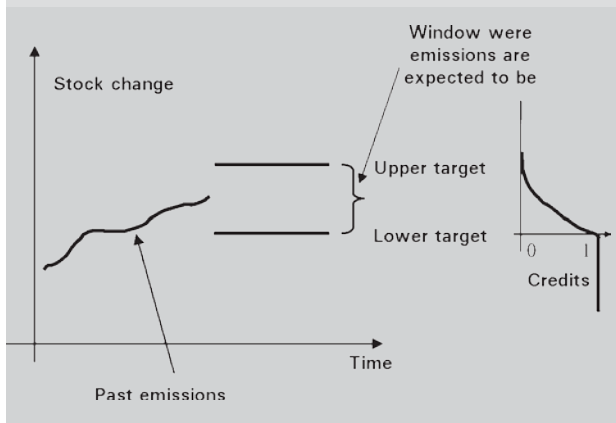 Window were
emissions are
expected to be
Stock change
Upper target
Lower target
0 1
Credits
Time
Past emissions